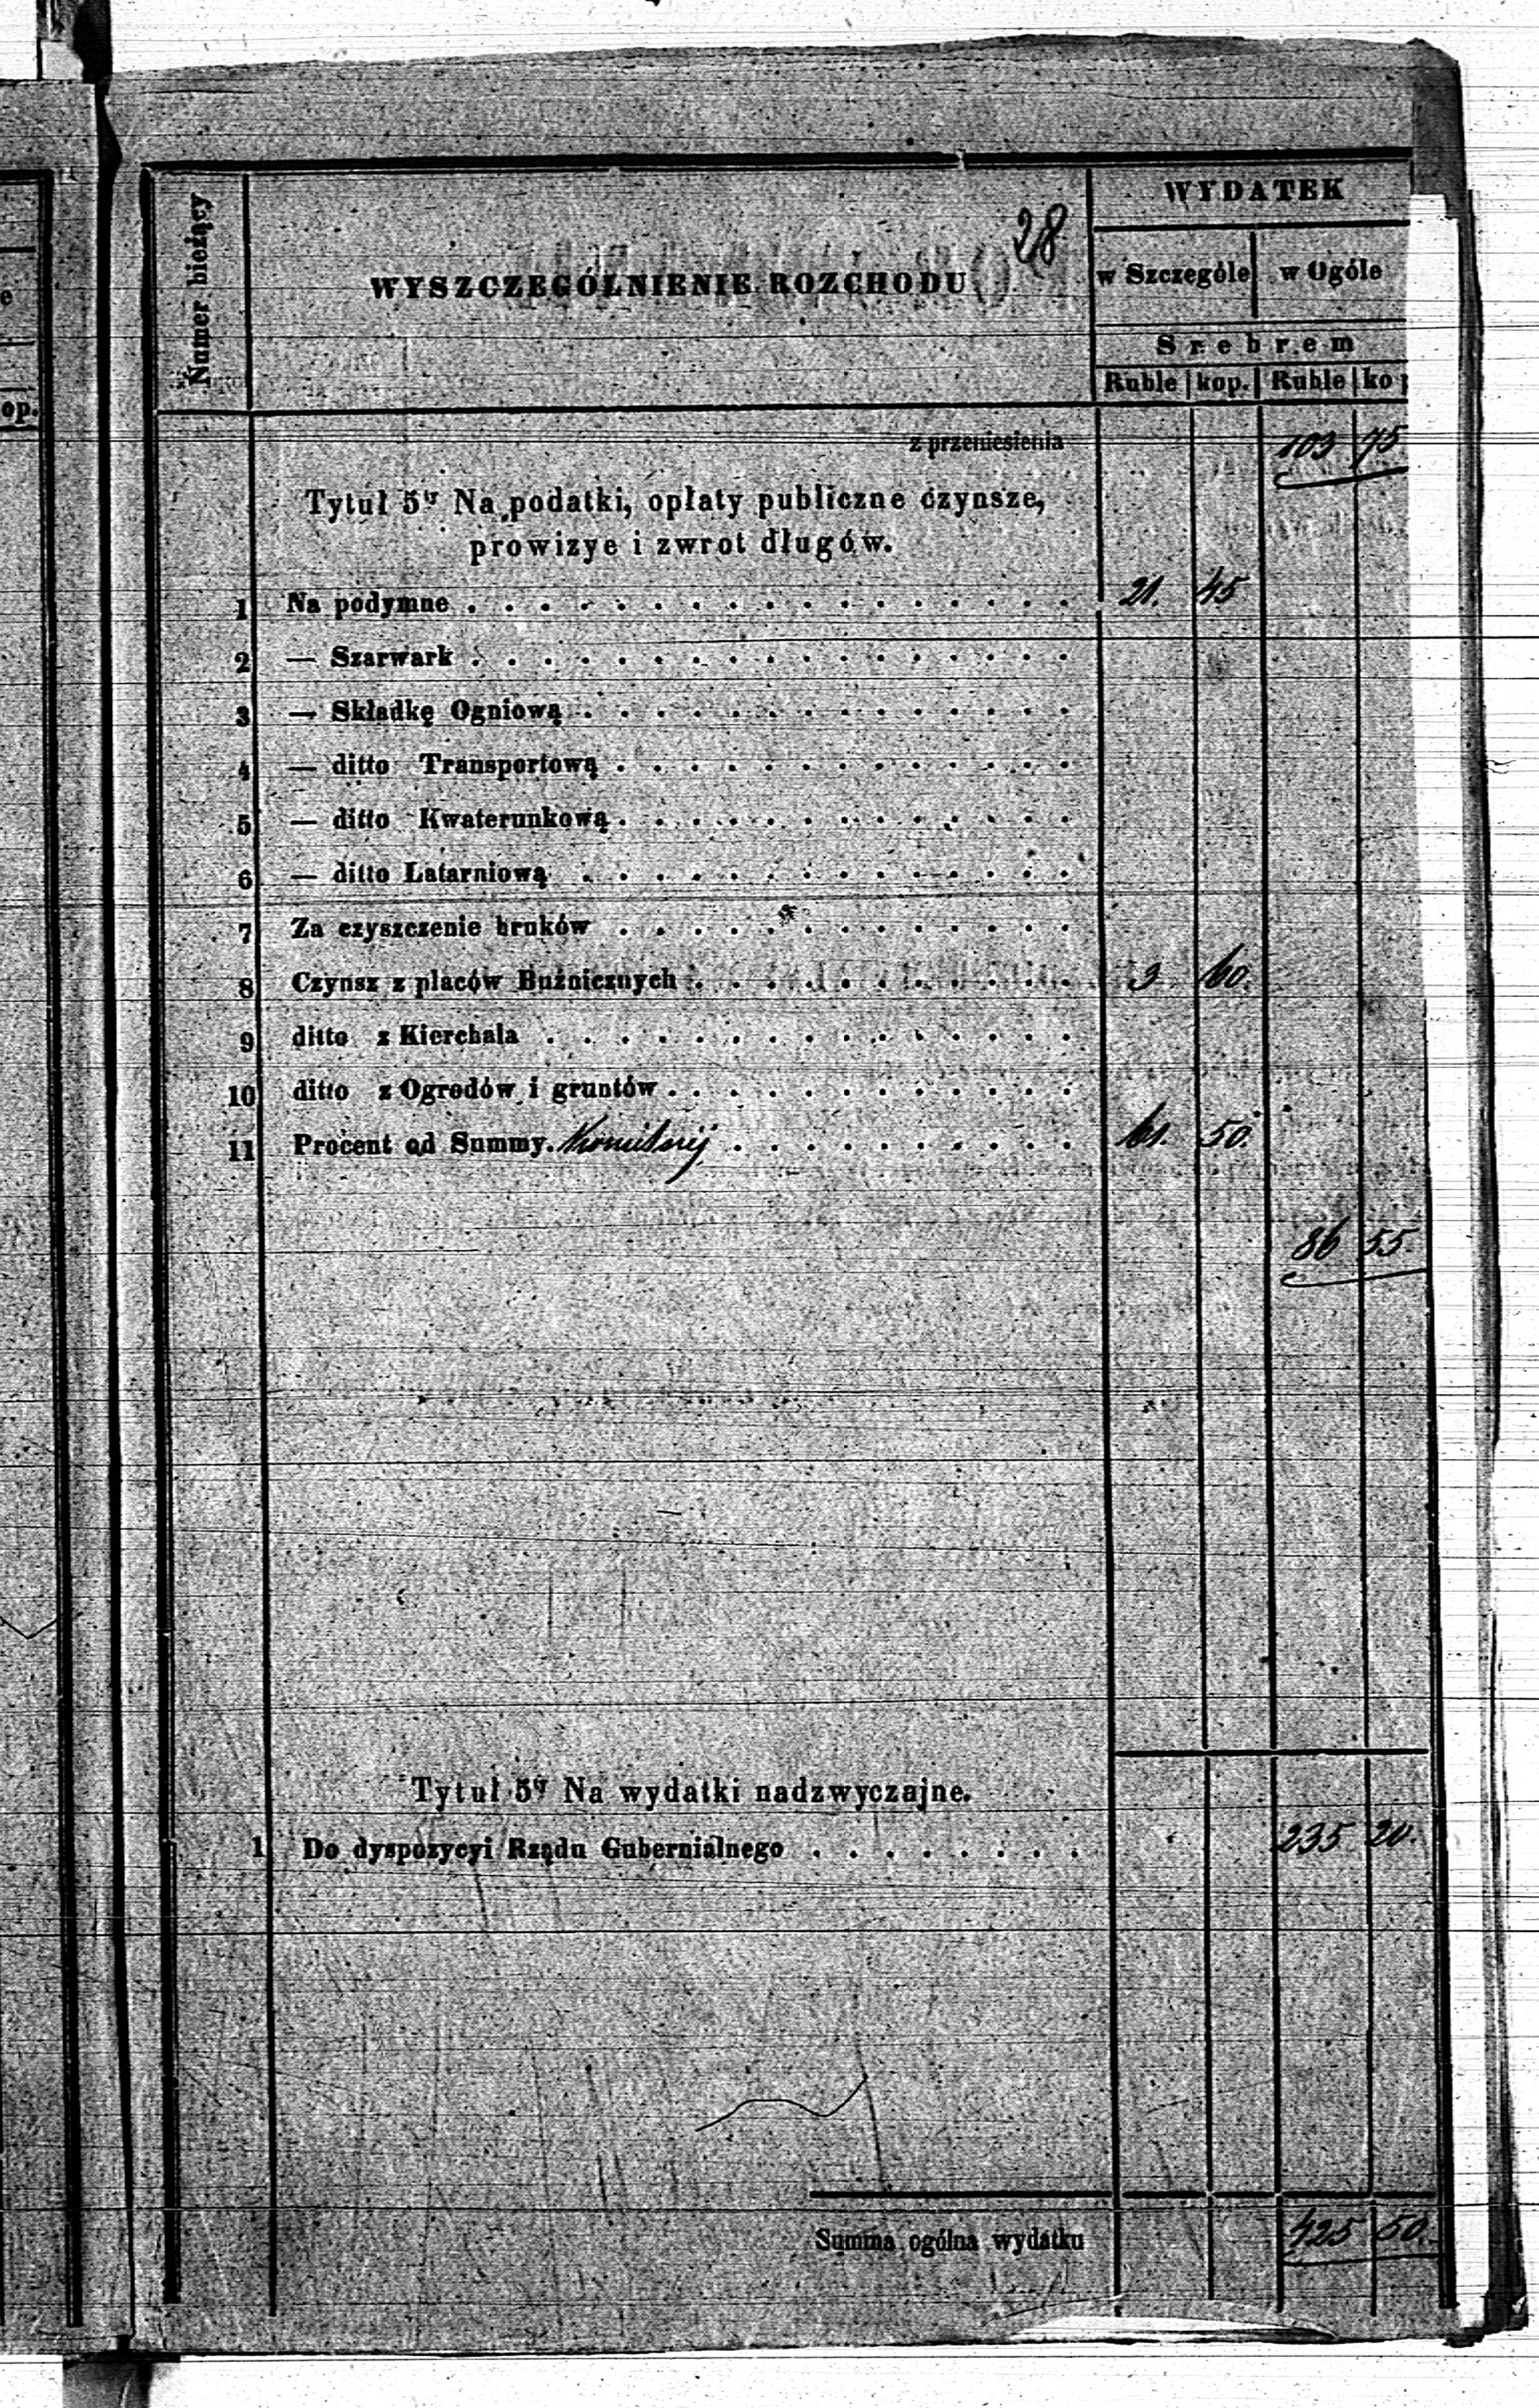 e
op.
28
Numer bieżący
WYSZCZEGÓLNIENIE ROZCHODU
WYDATEK
w Szczególe w Ogóle
Srebrem
Ruble kop. Ruble ko
z przeniesienia 103 75
Tytuł 5ty Na podatki, opłaty publiczne czynsze,
prowizye i zwrot długów.
1 Na podymne 21. 45
2 — Szarwark
3 — Składkę Ogniową
4 — ditto Transportową
5 — ditto Kwaterunkową
6 — ditto Latarniową
7 Za czyszczenie bruków
8 Czynsz z placów Bużnicznych 3 60.
9 ditto z Kierchala
10 ditto z Ogrodów i gruntów
11 Procent od Summy. 61. 50.
86 55.
Tytuł 5ty Na wydatki nadzwyczajne.
1 Do dyspozycyi Rządu Gubernialnego 235 20.
Summa ogólna wydatku 425 50.